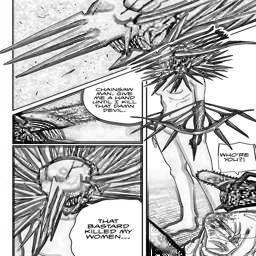 CHAINSAW
MAN, GIVE
ME A HAND
UNTIL I KILL
THAT DAMN
DEVIL.
WHO'RE
YOU?!
THAT
BASTARD
KILLED MY
WOMEN...